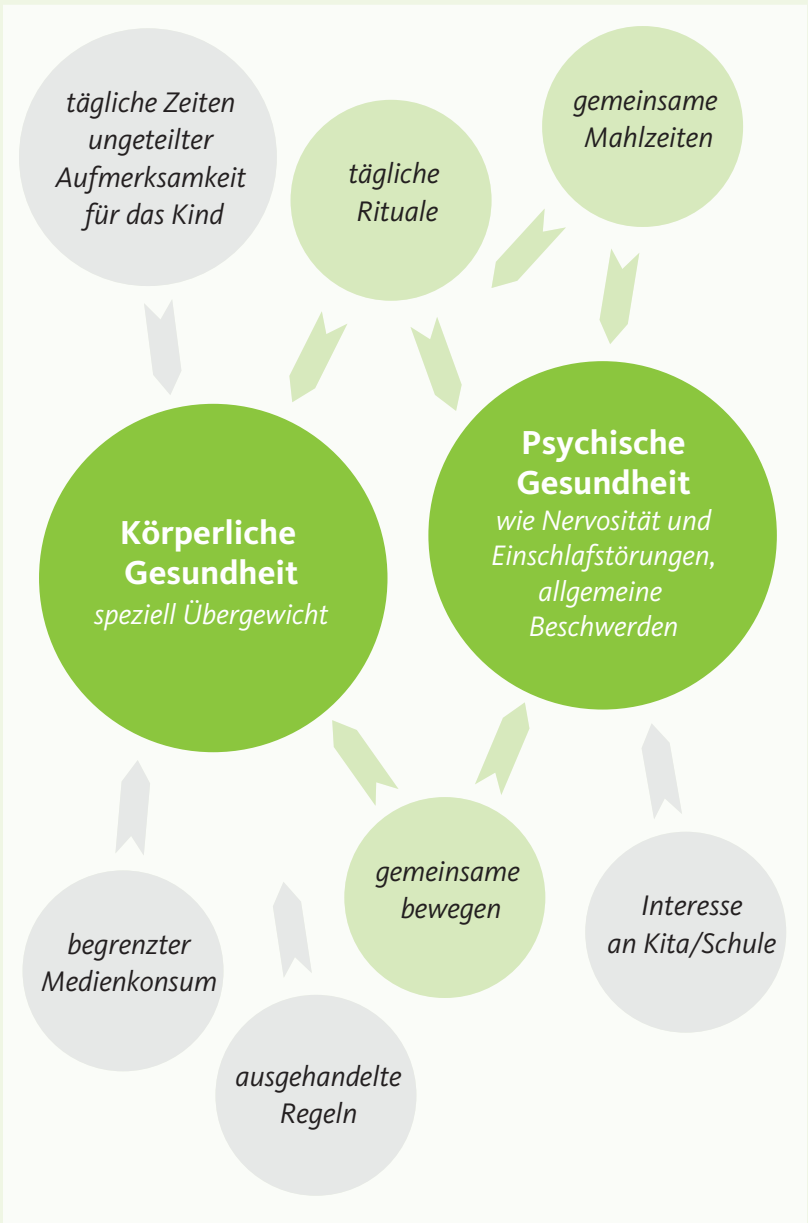 tägliche Zeiten
ungeteilter
Aufmerksamkeit
für das Kind
tägliche
Rituale
gemeinsame
Mahlzeiten
Körperliche
Gesundheit
speziell Übergewicht
Psychische
Gesundheit
wie Nervosität und
Einschlafstörungen,
allgemeine
Beschwerden
begrenzter
Medienkonsum
ausgehandelte
Regeln
gemeinsame
bewegen
Interesse
an Kita/Schule